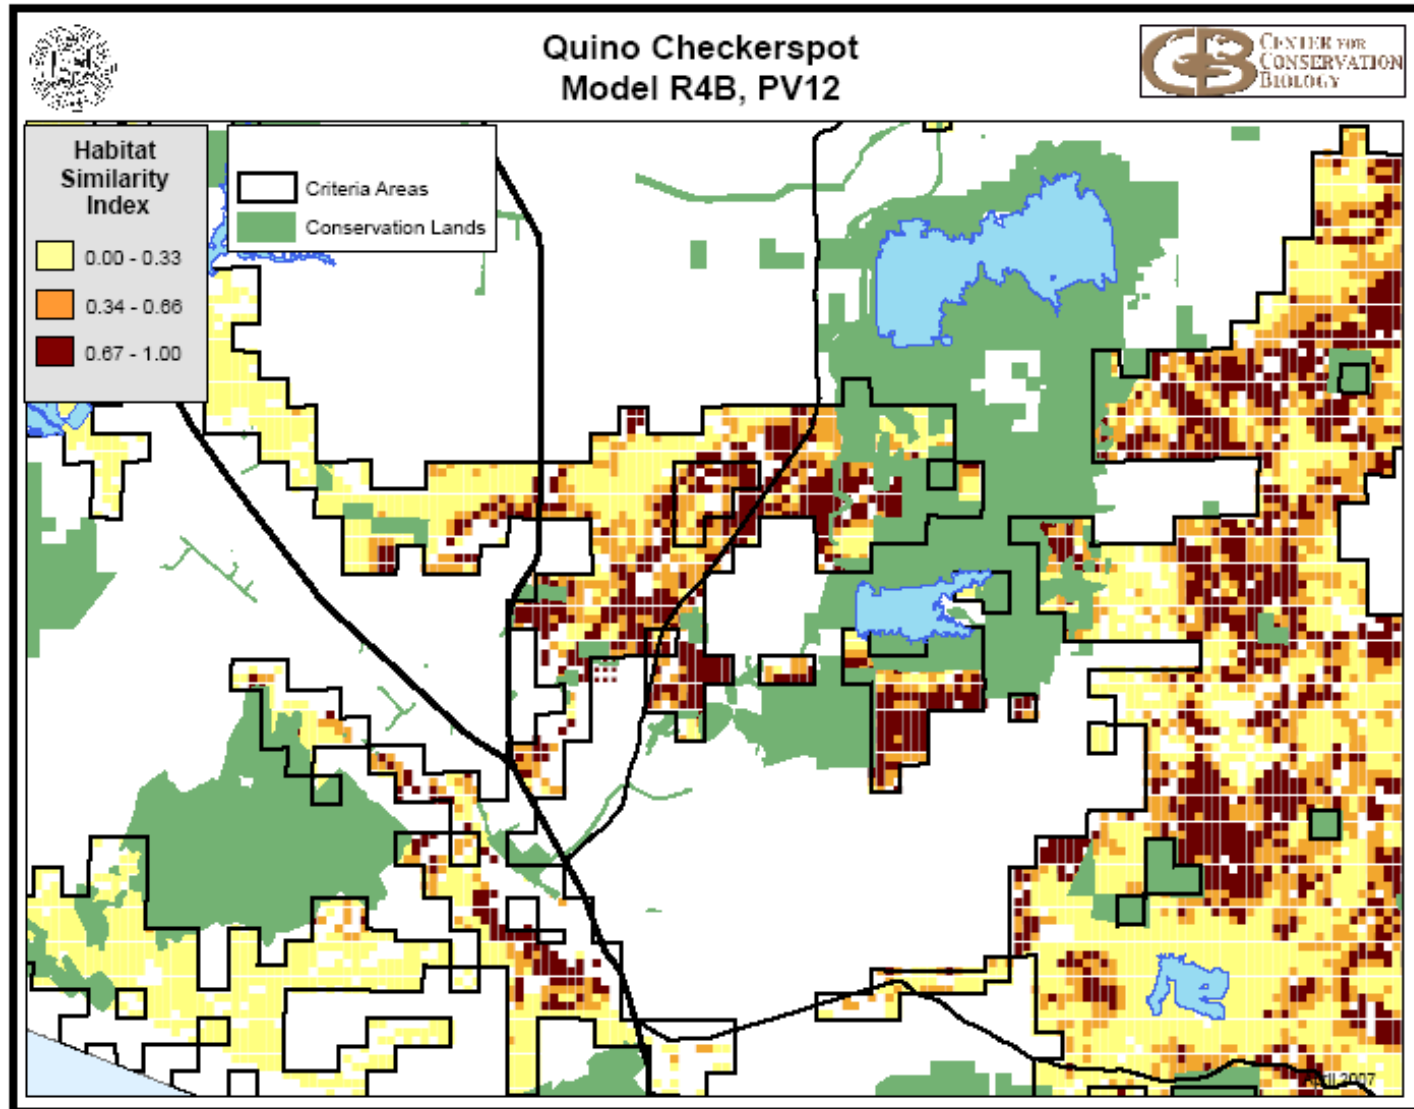 Quino Checkerspot
Model R4B, PV12
CENTER FOR
CONSERVATION
BIOLOGY
Habitat
Similarity
Index
0.00 - 0.33
0.34 - 0.66
0.67 - 1.00
Criteria Areas
Conservation Lands
April 2007